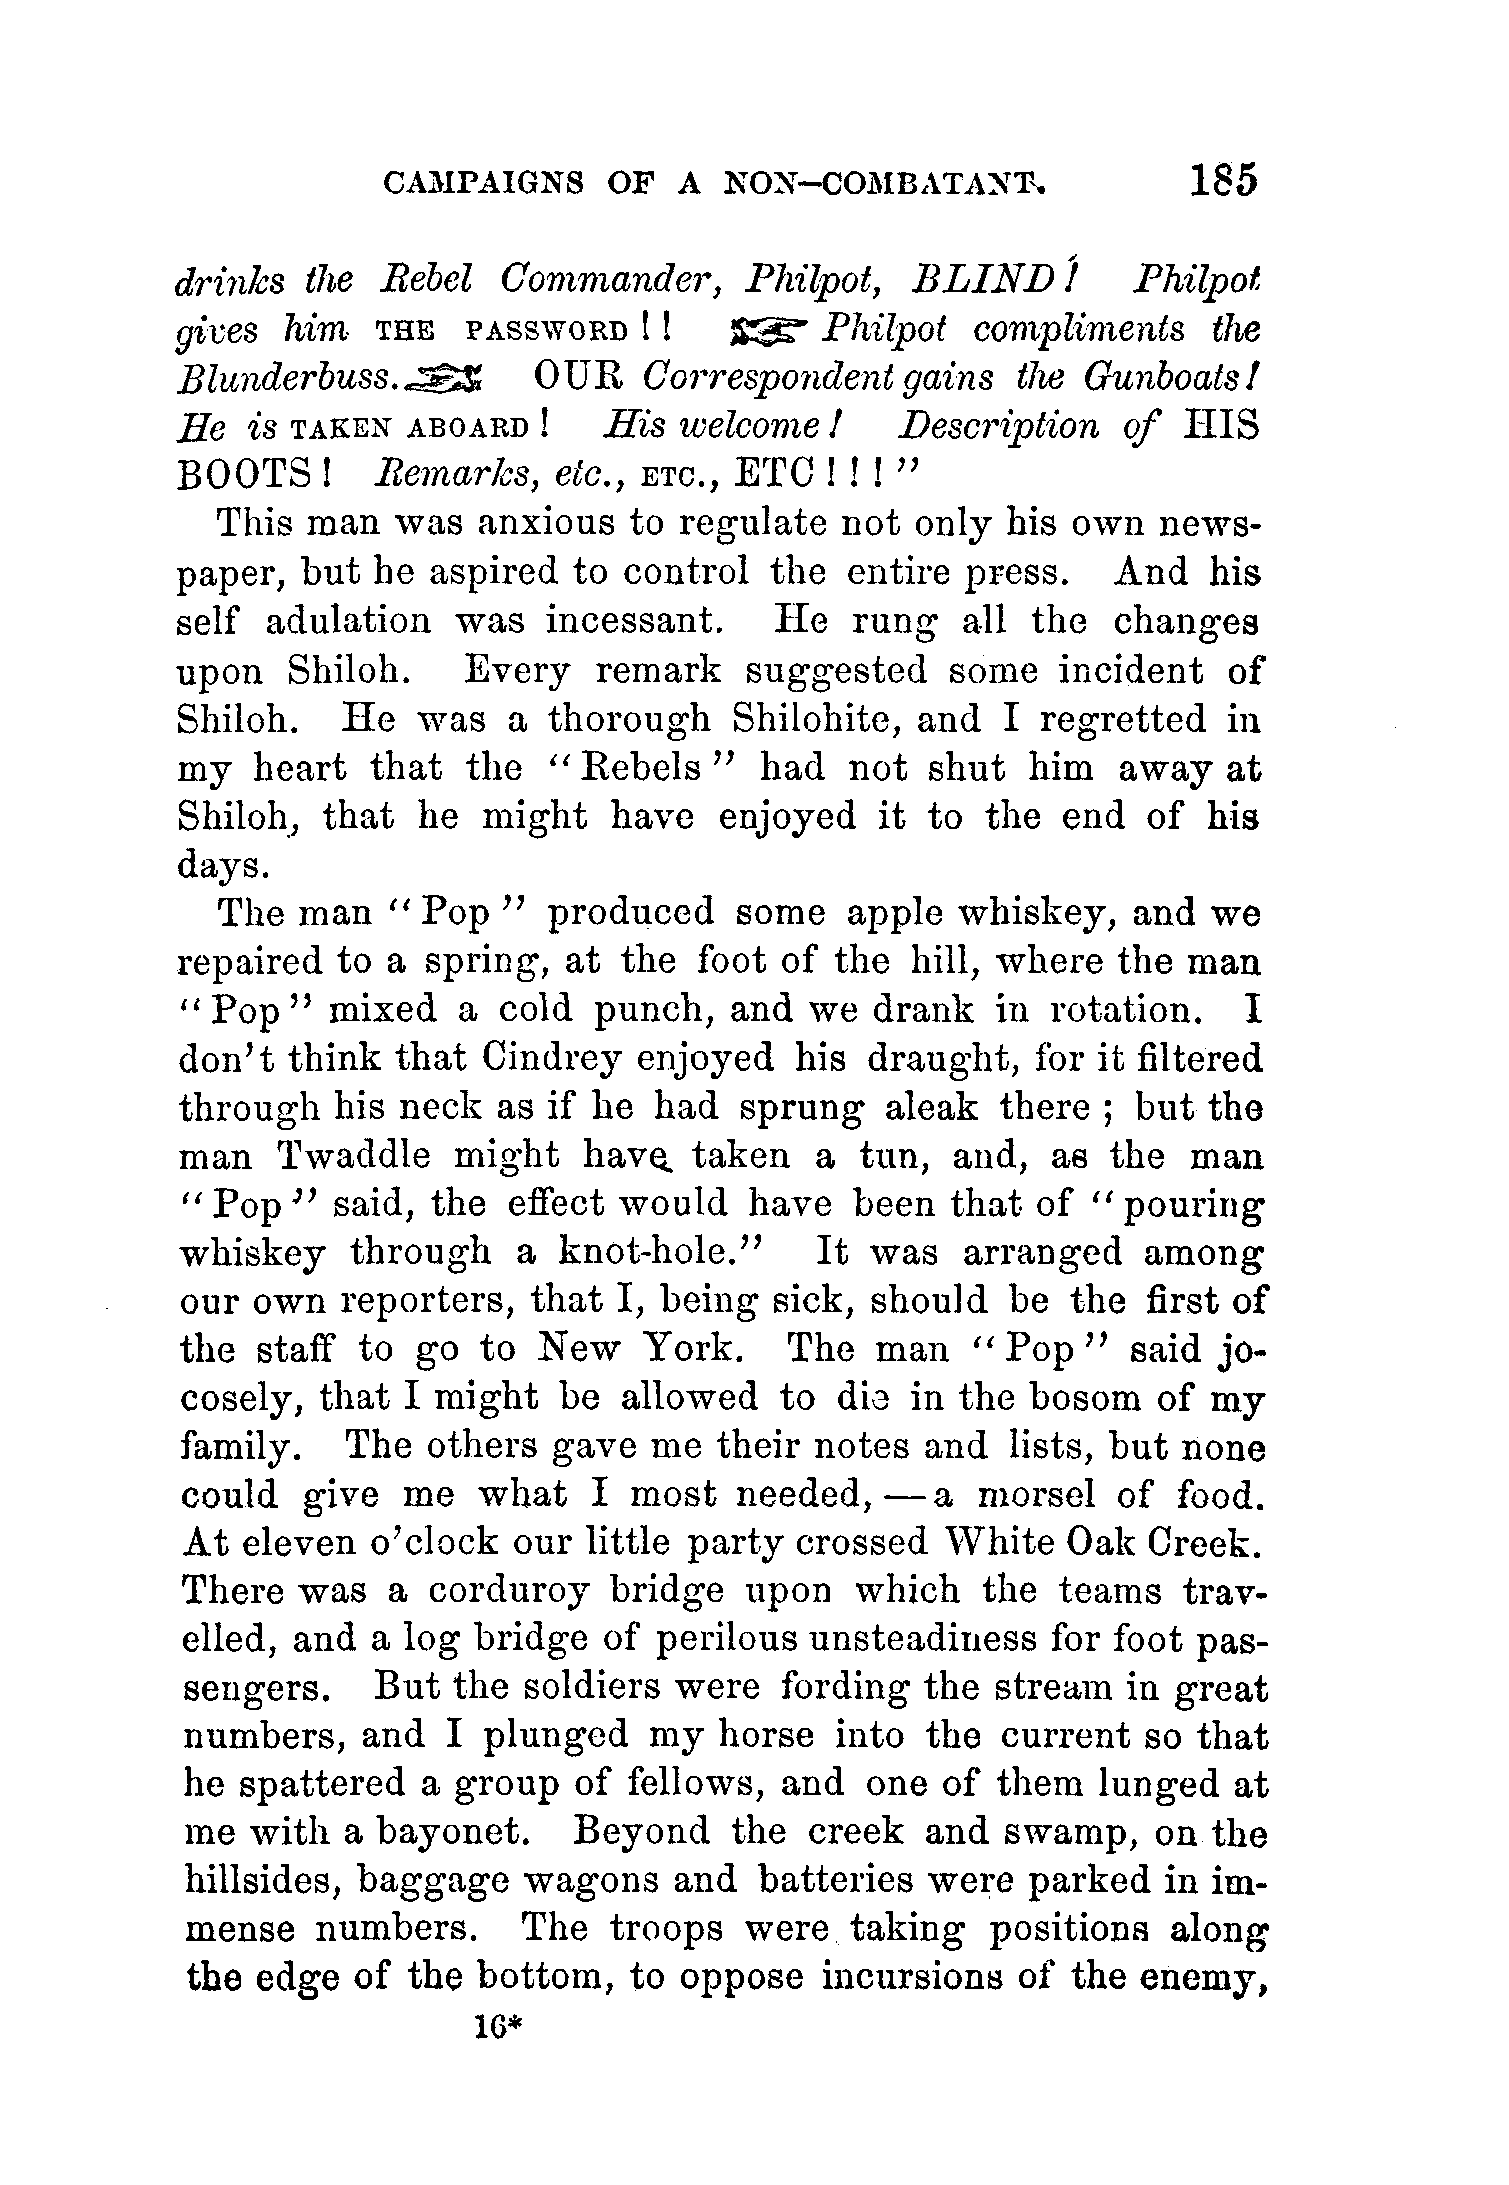 CAMPAIGNS OF A NON-COMBATANT. 185
drinks the Rebel Commander, Philpot, BLIND! Philpot
gives him THE PASSWORD!! ☞ Philpot compliments the
Blunderbuss. ☜ OUR Correspondent gains the Gunboats!
He is TAKEN ABOARD! His welcome! Description of HIS
BOOTS! Remarks, etc., ETC., ETC!!!"
This man was anxious to regulate not only his own news-
paper, but he aspired to control the entire press. And his
self adulation was incessant. He rung all the changes
upon Shiloh. Every remark suggested some incident of
Shiloh. He was a thorough Shilohite, and I regretted in
my heart that the "Rebels" had not shut him away at
Shiloh, that he might have enjoyed it to the end of his
days.
The man "Pop" produced some apple whiskey, and we
repaired to a spring, at the foot of the hill, where the man
"Pop" mixed a cold punch, and we drank in rotation. I
don't think that Cindrey enjoyed his draught, for it filtered
through his neck as if he had sprung aleak there; but the
man Twaddle might have taken a tun, and, as the man
"Pop" said, the effect would have been that of "pouring
whiskey through a knot-hole." It was arranged among
our own reporters, that I, being sick, should be the first of
the staff to go to New York. The man "Pop" said jo-
cosely, that I might be allowed to die in the bosom of my
family. The others gave me their notes and lists, but none
could give me what I most needed, — a morsel of food.
At eleven o'clock our little party crossed White Oak Creek.
There was a corduroy bridge upon which the teams trav-
elled, and a log bridge of perilous unsteadiness for foot pas-
sengers. But the soldiers were fording the stream in great
numbers, and I plunged my horse into the current so that
he spattered a group of fellows, and one of them lunged at
me with a bayonet. Beyond the creek and swamp, on the
hillsides, baggage wagons and batteries were parked in im-
mense numbers. The troops were taking positions along
the edge of the bottom, to oppose incursions of the enemy,
16*